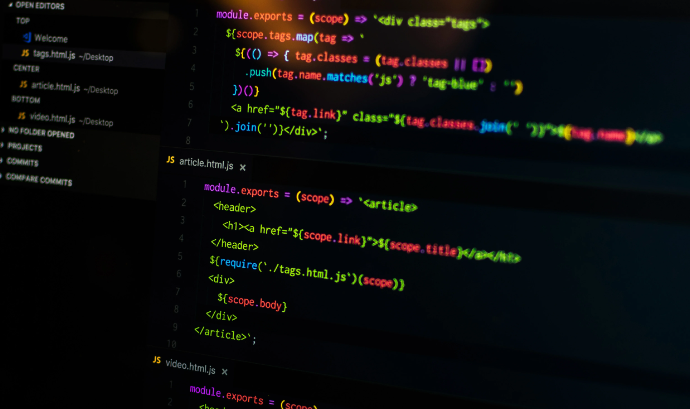 OPEN EDITORS
TOP
Welcome
JS tags.html.js ~/Desktop
CENTER
JS article.html.js ~/Desktop
BOTTOM
JS video.html.js ~/Desktop
NO FOLDER OPENED
PROJECTS
COMMITS
COMPARE COMMITS
1 module.exports = (scope) => `<div class="tags">
2 ${scope.tags.map(tag => `
3 ${(() => { tag.classes = (tag.classes || [])
4 .push(tag.name.matches('js') ? 'tag-blue' : '')
5 })()}
6 <a href="${tag.link}" class="${tag.classes.join(' ')}">${tag.name}</a>
7 `).join('')}</div>`;
8
JS article.html.js ×
1 module.exports = (scope) => `<article>
2 <header>
3 <h1><a href="${scope.link}">${scope.title}</a></h1>
4 </header>
5 ${require('./tags.html.js')(scope)}
6 <div>
7 ${scope.body}
8 </div>
9 </article>`;
10
JS video.html.js ×
1 module.exports = (scope)
2